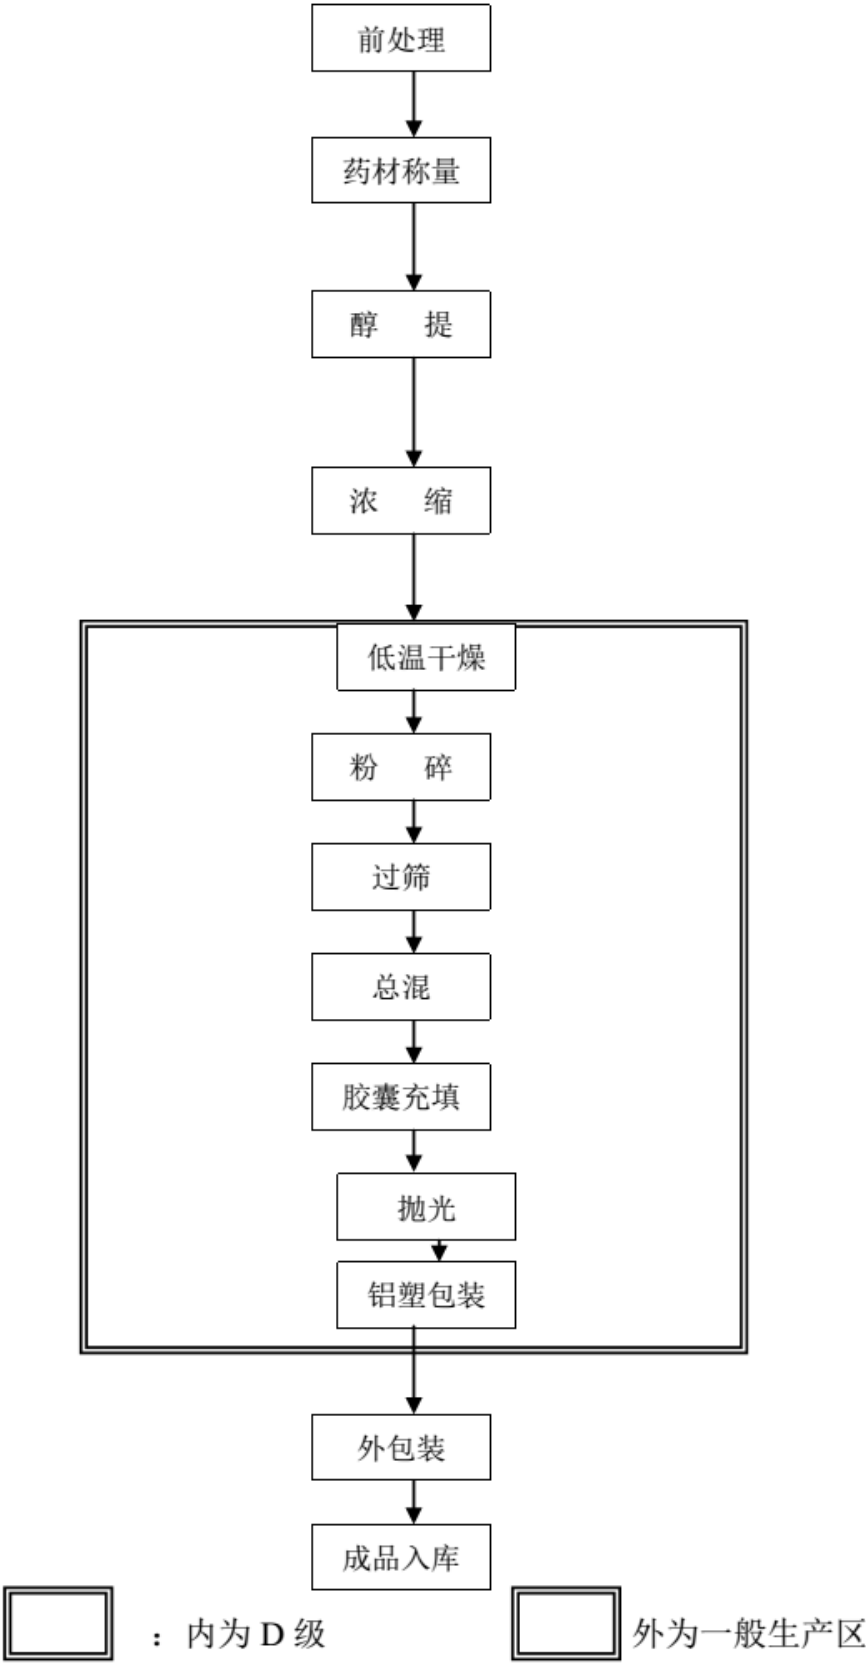 前处理
药材称量
醇 提
浓 缩
低温干燥
粉 碎
过筛
总混
胶囊充填
抛光
铝塑包装
外包装
成品入库
：内为 D 级
外为一般生产区